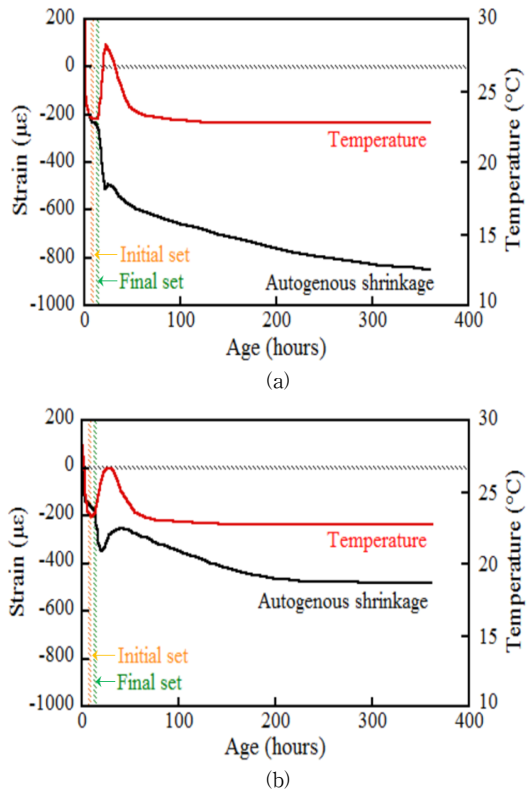 200
0
-200
-400
-600
-800
-1000
Strain (με)
30
25
20
15
10
Temperature (°C)
Temperature
Initial set
Final set
Autogenous shrinkage
0 100 200 300 400
Age (hours)
(a)
200
0
-200
-400
-600
-800
-1000
Strain (με)
30
25
20
15
10
Temperature (°C)
Temperature
Autogenous shrinkage
Initial set
Final set
0 100 200 300 400
Age (hours)
(b)